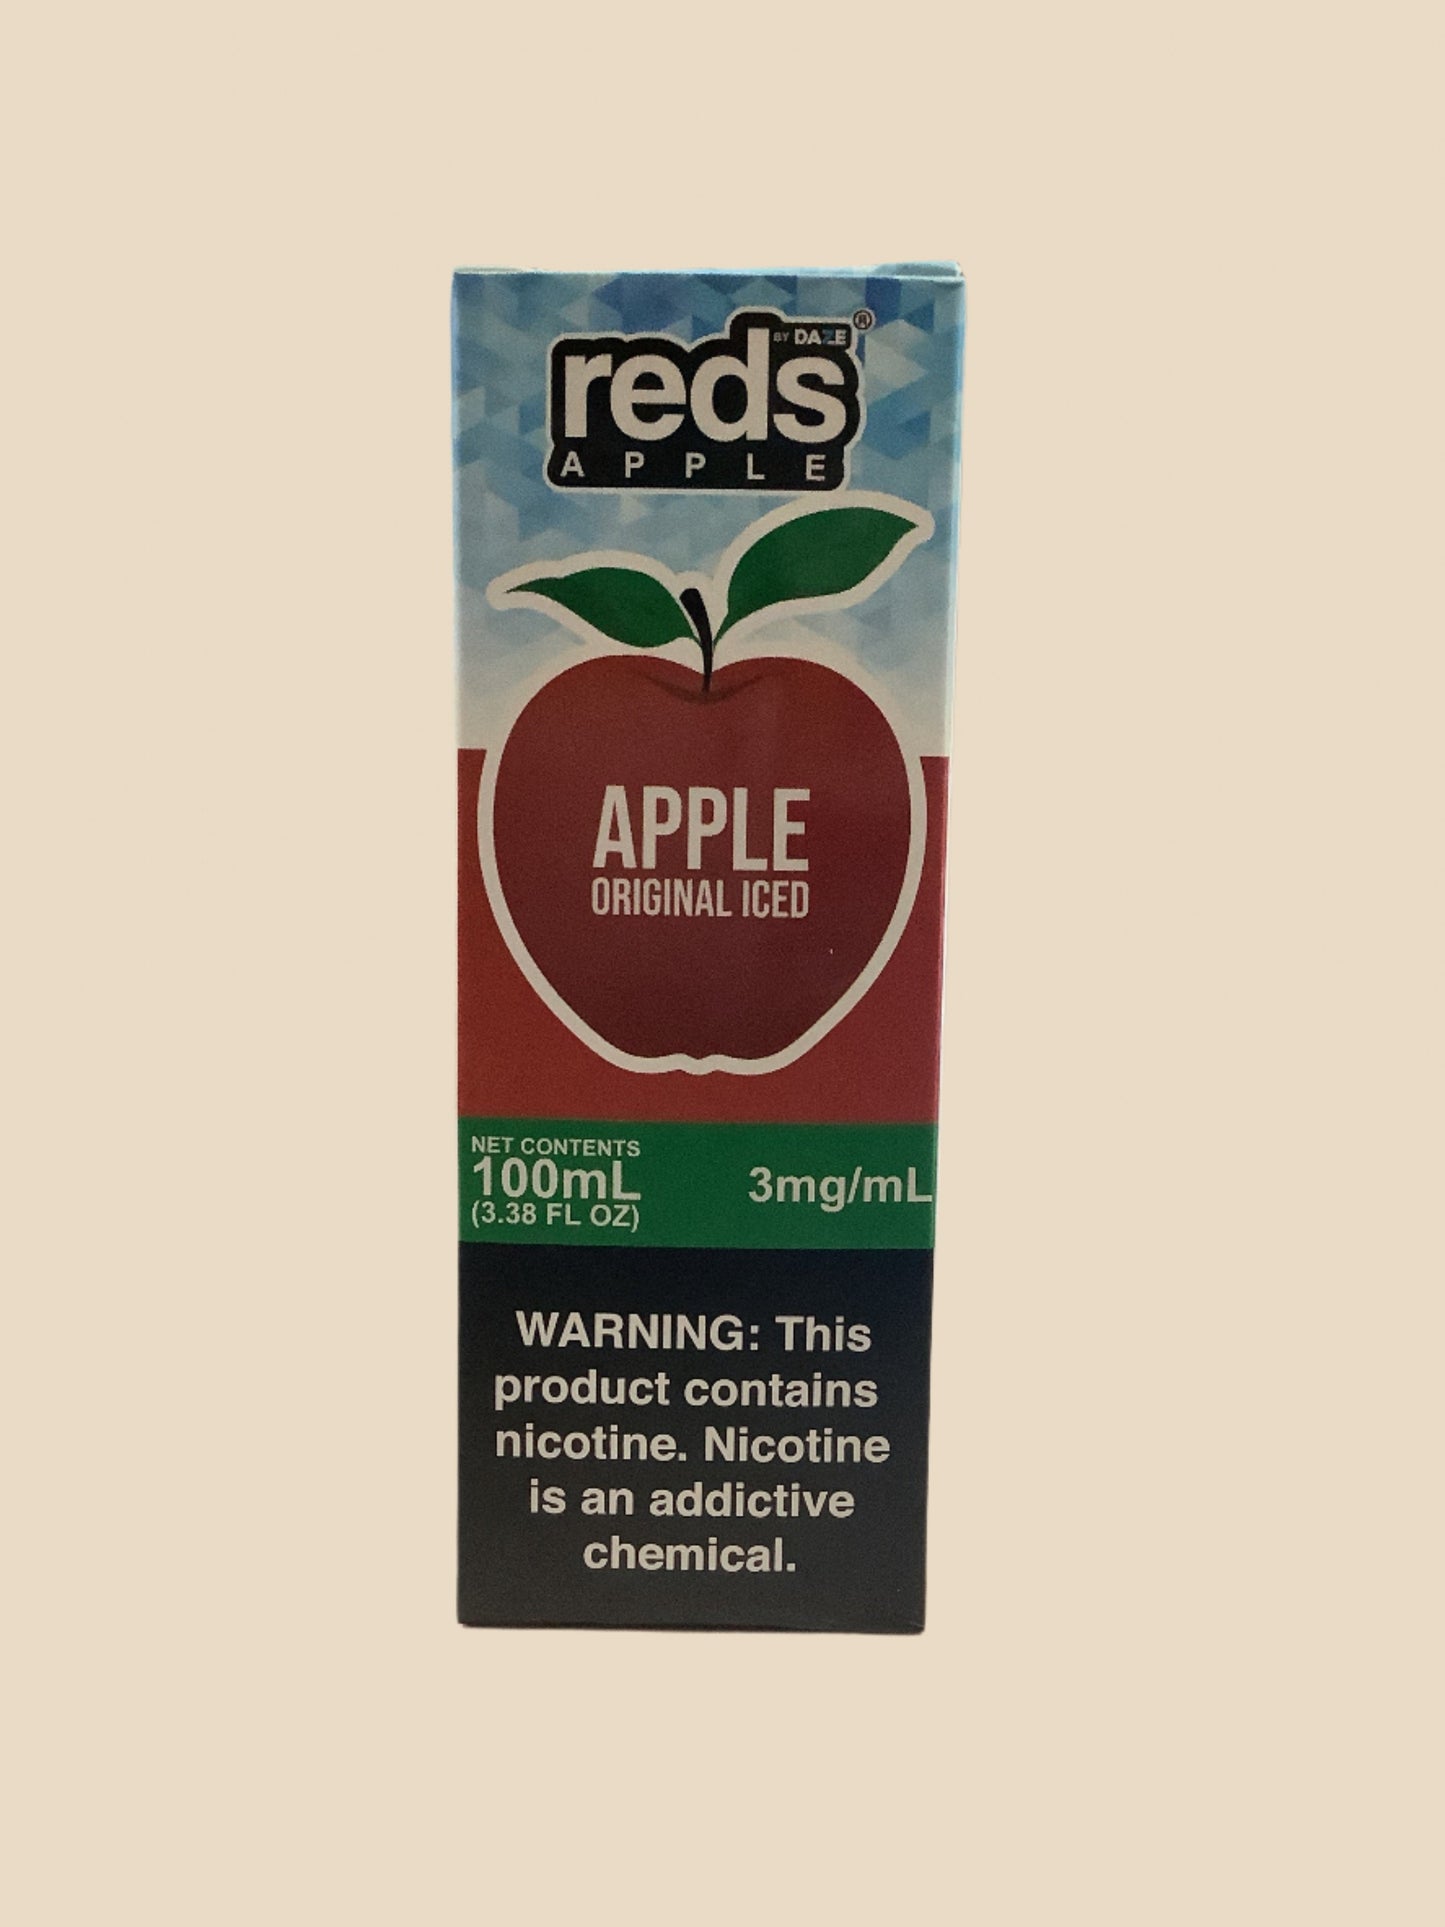 BY DAZE ®
reds
APPLE
APPLE
ORIGINAL ICED
NET CONTENTS
100mL
(3.38 FL OZ)
3mg/mL
WARNING: This
product contains
nicotine. Nicotine
is an addictive
chemical.